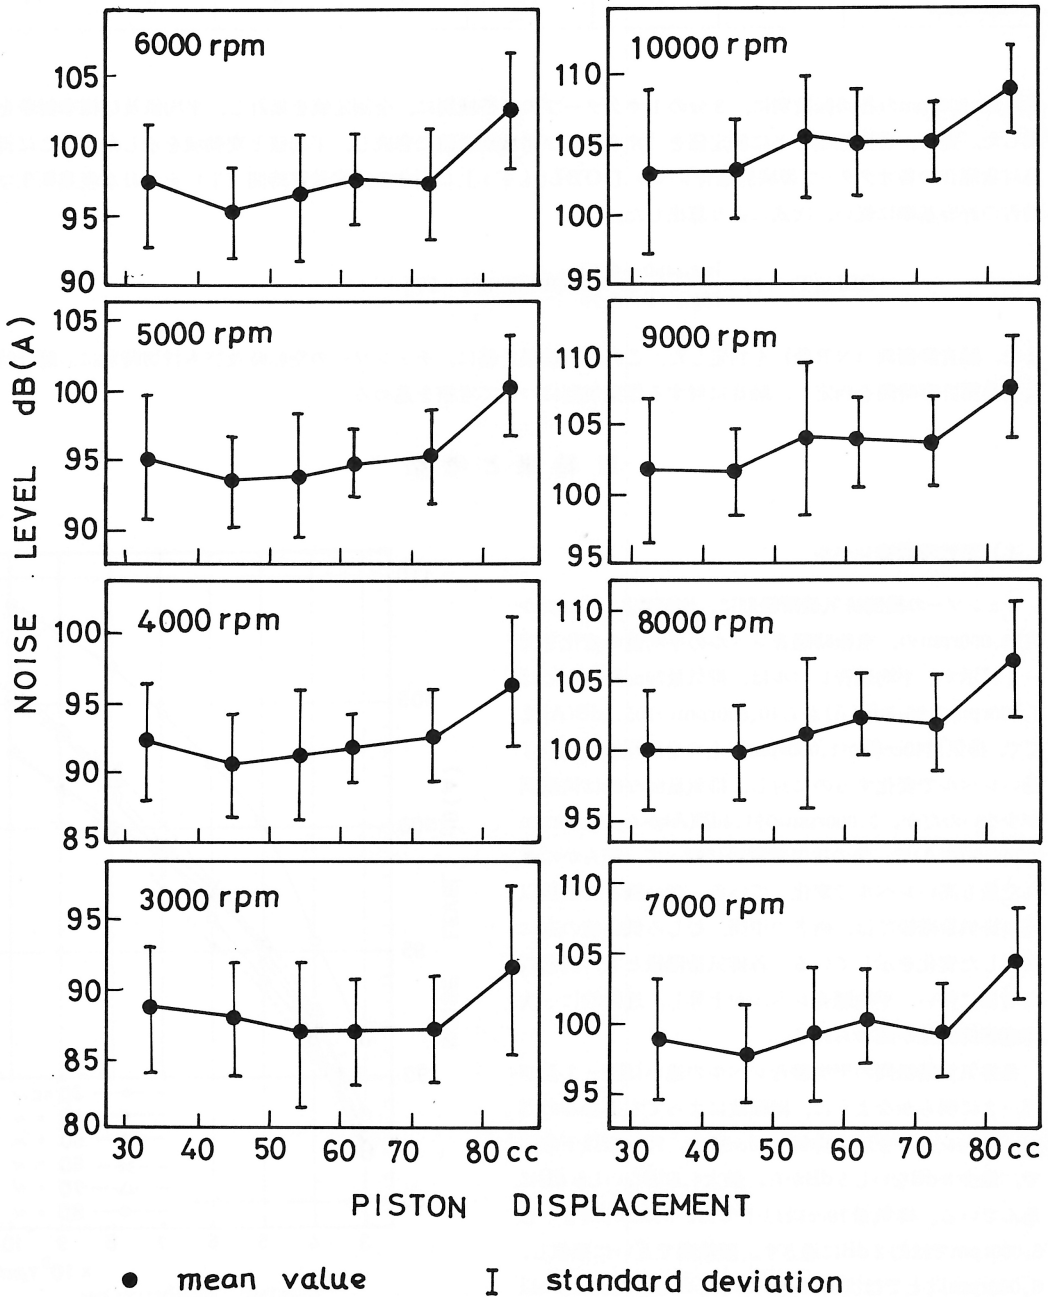 6000 rpm
105
100
95
90
10000 rpm
110
105
100
95
5000 rpm
105
100
95
90
9000 rpm
110
105
100
95
4000 rpm
100
95
90
85
8000 rpm
110
105
100
95
3000 rpm
95
90
85
80
7000 rpm
110
105
100
95
30 40 50 60 70 80 cc
30 40 50 60 70 80 cc
NOISE LEVEL dB(A)
PISTON DISPLACEMENT
mean value
standard deviation